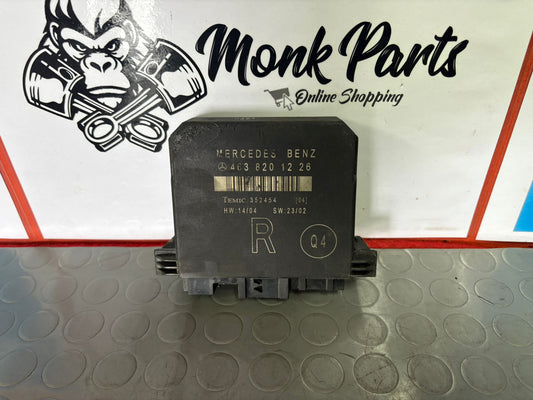 Monk Parts
Online Shopping
MERCEDES BENZ
463 820 12 26
TEMIC 352454 [04]
HW:14/04 SW:23/02
R Q4